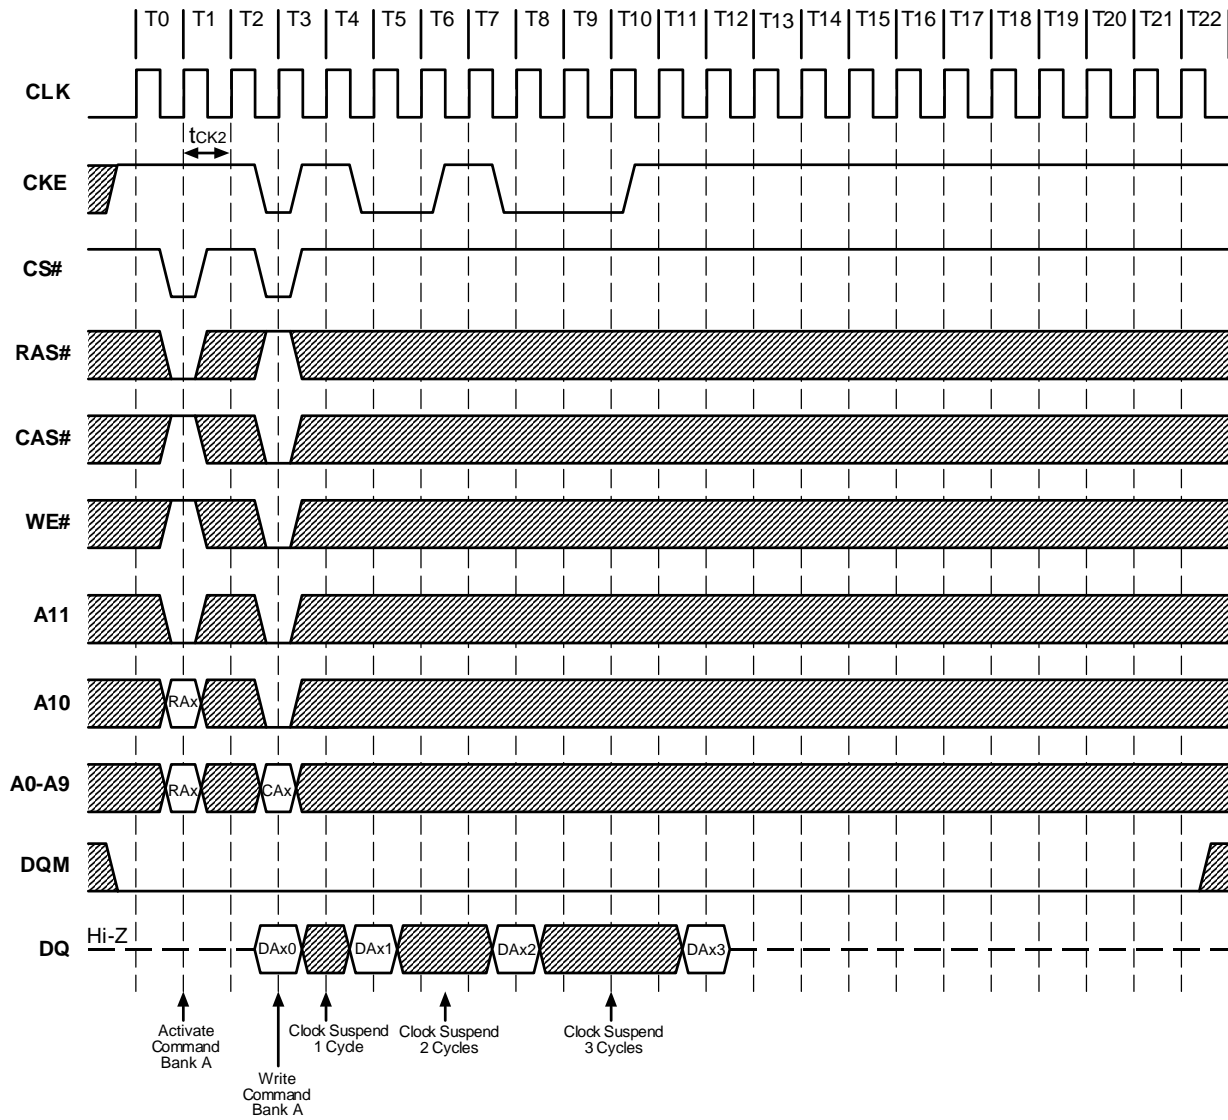 T0 T1 T2 T3 T4 T5 T6 T7 T8 T9 T10 T11 T12 T13 T14 T15 T16 T17 T18 T19 T20 T21 T22
CLK
tCK2
CKE
CS#
RAS#
CAS#
WE#
A11
A10 RAx
A0-A9 RAx CAx
DQM
Hi-Z
DQ DAx0 DAx1 DAx2 DAx3
Activate
Command
Bank A
Write
Command
Bank A
Clock Suspend
1 Cycle
Clock Suspend
2 Cycles
Clock Suspend
3 Cycles